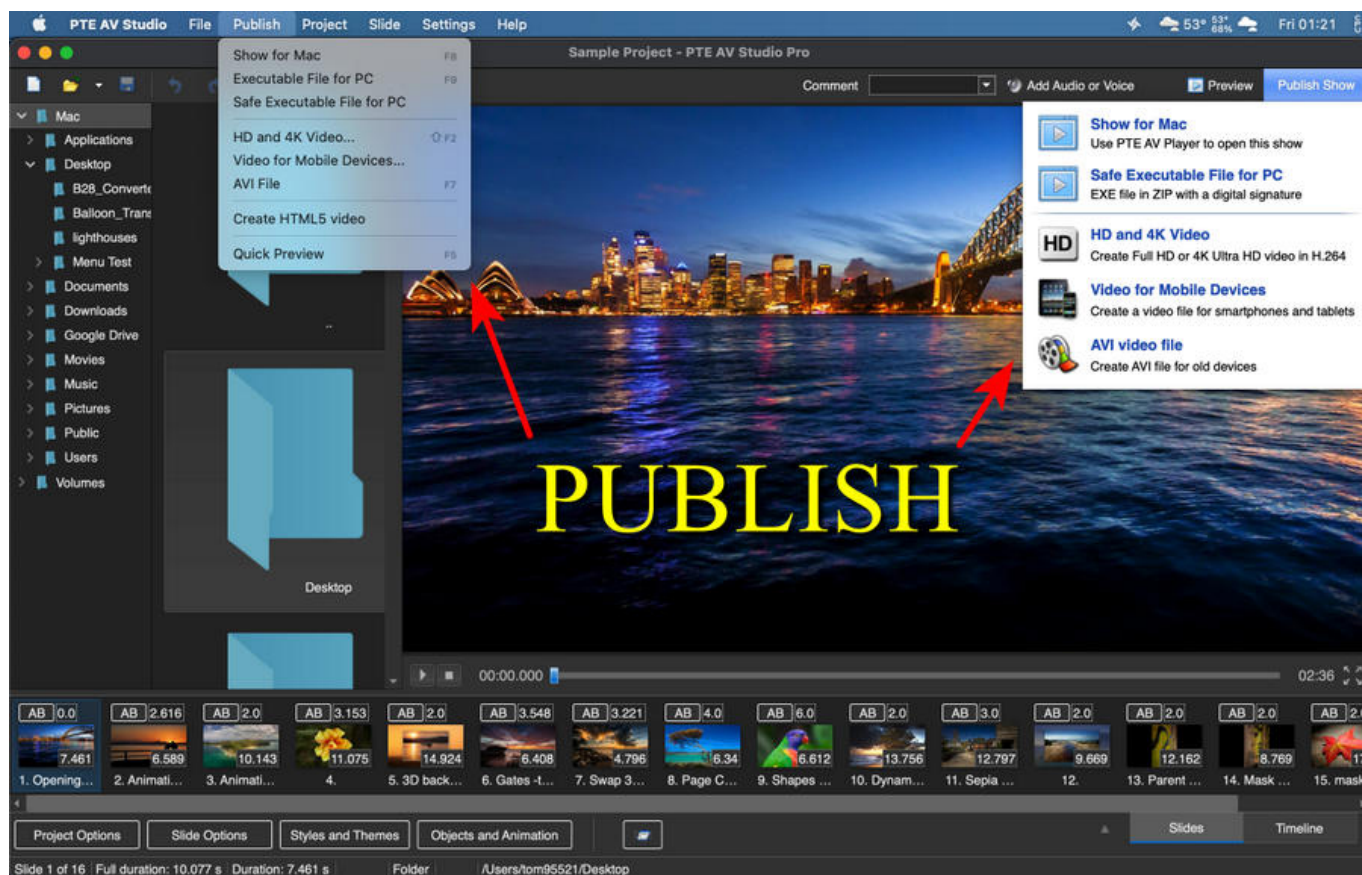 PTE AV Studio File Publish Project Slide Settings Help 53° 53° 68% Fri 01:21
Sample Project - PTE AV Studio Pro
Show for Mac F8
Executable File for PC F9
Safe Executable File for PC
HD and 4K Video... ⇧F2
Video for Mobile Devices...
AVI File F7
Create HTML5 video
Quick Preview F5
Comment Add Audio or Voice Preview Publish Show
Show for Mac
Use PTE AV Player to open this show
Safe Executable File for PC
EXE file in ZIP with a digital signature
HD
HD and 4K Video
Create Full HD or 4K Ultra HD video in H.264
Video for Mobile Devices
Create a video file for smartphones and tablets
AVI video file
Create AVI file for old devices
Mac
Applications
Desktop
B28_Converte
Balloon_Trans
lighthouses
Menu Test
Documents
Downloads
Google Drive
Movies
Music
Pictures
Public
Users
Volumes
..
Desktop
PUBLISH
00:00.000 02:36
AB 0.0 AB 2.616 AB 2.0 AB 3.153 AB 2.0 AB 3.548 AB 3.221 AB 4.0 AB 6.0 AB 2.0 AB 3.0 AB 2.0 AB 2.0 AB 2.0 AB
7.461 6.589 10.143 11.075 14.924 6.408 4.796 6.34 6.612 13.756 12.797 9.669 12.162 8.769
1. Opening... 2. Animati... 3. Animati... 4. 5. 3D back... 6. Gates -t... 7. Swap 3... 8. Page C... 9. Shapes ... 10. Dynam... 11. Sepia ... 12. 13. Parent ... 14. Mask ... 15. mask
Project Options Slide Options Styles and Themes Objects and Animation Slides Timeline
Slide 1 of 16 Full duration: 10.077 s Duration: 7.461 s Folder /Users/tom95521/Desktop